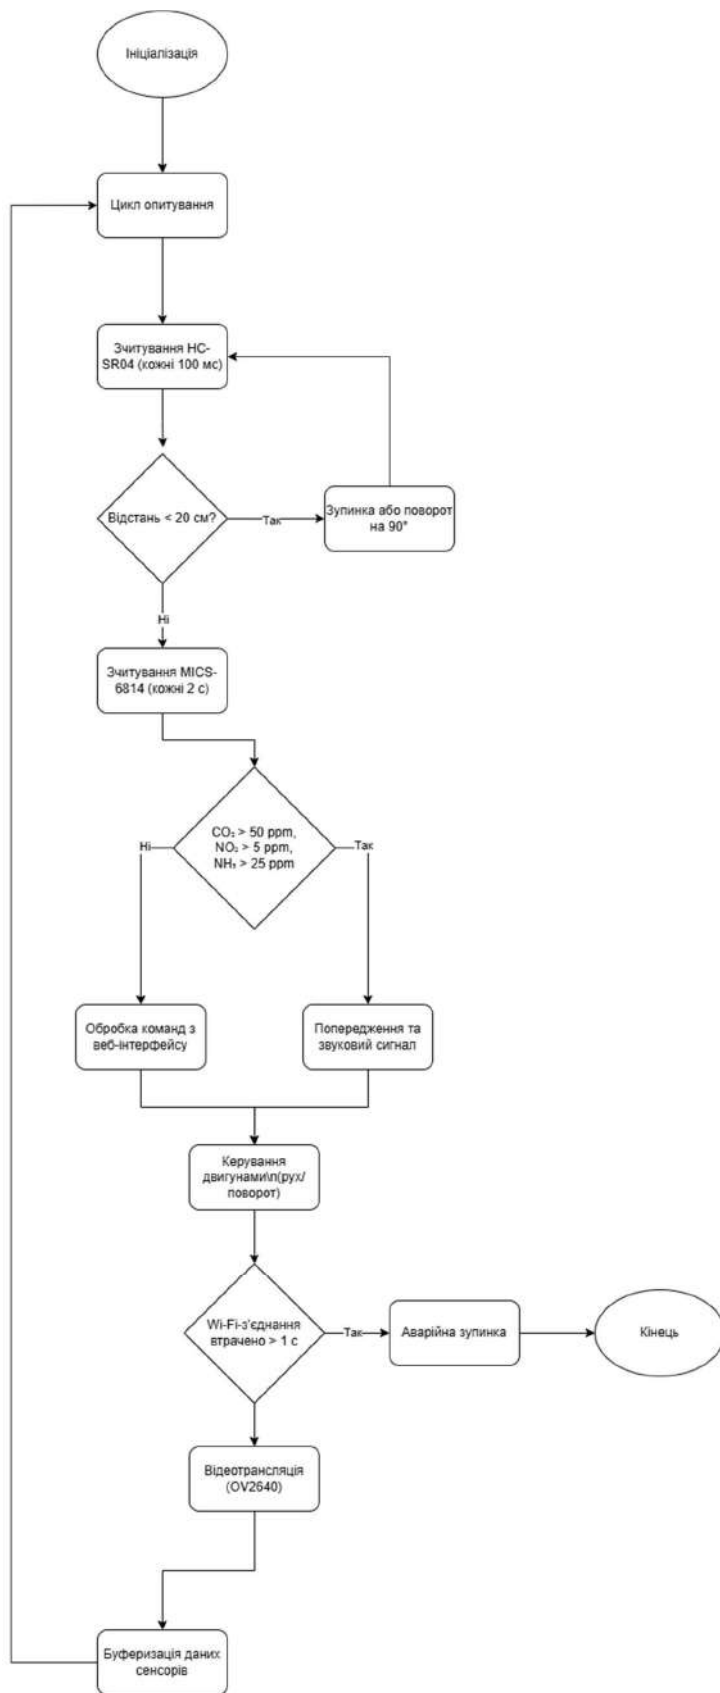 Ініціалізація
Цикл опитування
Зчитування HC-
SR04 (кожні 100 мс)
Відстань < 20 см?
Так
Зупинка або поворот
на 90°
Ні
Зчитування MICS-
6814 (кожні 2 с)
CO₂ > 50 ppm,
NO₂ > 5 ppm,
NH₃ > 25 ppm
Ні
Так
Обробка команд з
веб-інтерфейсу
Попередження та
звуковий сигнал
Керування
двигунами\n(рух/
поворот)
Wi-Fi-з'єднання
втрачено > 1 с
Так
Аварійна зупинка
Кінець
Відеотрансляція
(OV2640)
Буферизація даних
сенсорів